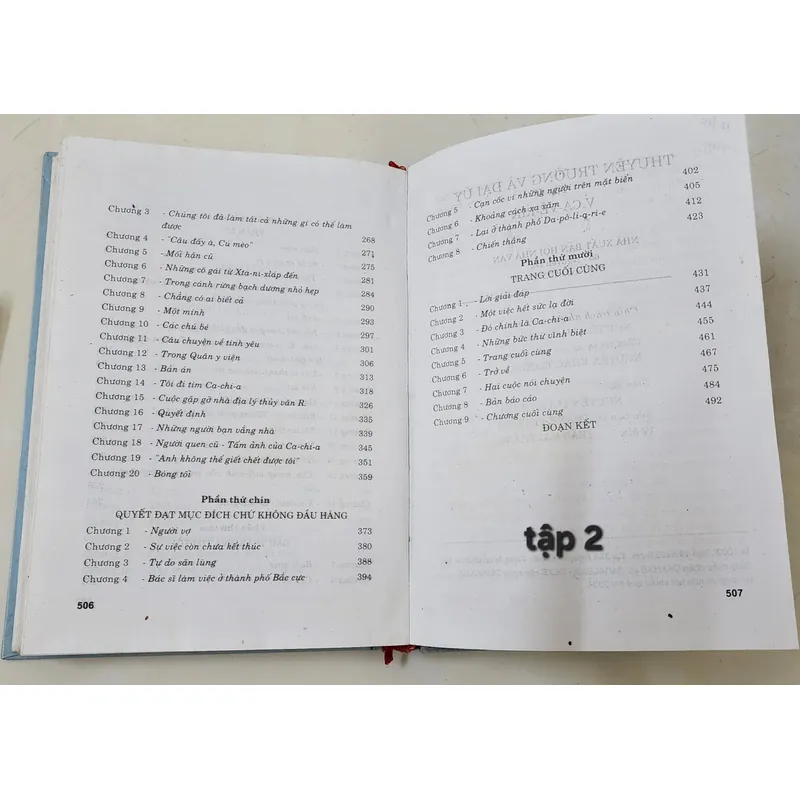 Chương 3 - Chúng tôi đã làm tất cả những gì có thể làm
được 268
Chương 4 - "Câu đấy à, Cú mèo" 271
Chương 5 - Mối hận cũ 275
Chương 6 - Những cô gái từ Xta-ni-xláp đến 281
Chương 7 - Trong cánh rừng bạch dương nhỏ hẹp 284
Chương 8 - Chẳng có ai biết cả 290
Chương 9 - Một mình 293
Chương 10 - Các chú bé 297
Chương 11 - Câu chuyện về tình yêu 301
Chương 12 - Trong Quân y viện 306
Chương 13 - Bản án 313
Chương 14 - Tôi đi tìm Ca-chi-a 318
Chương 15 - Cuộc gặp gỡ nhà địa lý thủy văn R. 326
Chương 16 - Quyết định 335
Chương 17 - Những người bạn vắng nhà 339
Chương 18 - Người quen cũ - Tấm ảnh của Ca-chi-a 345
Chương 19 - "Anh không thể giết chết được tôi" 351
Chương 20 - Bóng tối 359
Phần thứ chín
QUYẾT ĐẠT MỤC ĐÍCH CHỨ KHÔNG ĐẦU HÀNG
Chương 1 - Người vợ 373
Chương 2 - Sự việc còn chưa kết thúc 380
Chương 3 - Tự do săn lùng 388
Chương 4 - Bác sĩ làm việc ở thành phố Bắc cực 394
506
THUYỀN TRƯỞNG VÀ ĐẠI ÚY
Chương 5 - Cạn cốc vì những người trên mặt biển 402
Chương 6 - Khoảng cách xa xăm 405
Chương 7 - Lại ở thành phố Da-pô-li-a-ri-e 412
Chương 8 - Chiến thắng 423
NHÀ XUẤT BẢN HỘI NHÀ VĂN
Phần thứ mười
TRANG CUỐI CÙNG
Chương 1 - Lời giải đáp 431
Chương 2 - Một việc hết sức lạ đời 437
Chương 3 - Đó chính là Ca-chi-a 444
Chương 4 - Những bức thư vĩnh biệt 455
Chương 5 - Trang cuối cùng 461
Chương 6 - Trở về 467
Chương 7 - Hai cuộc nói chuyện 475
Chương 8 - Bản báo cáo 484
Chương 9 - Chương cuối cùng 492
ĐOẠN KẾT
tập 2
507